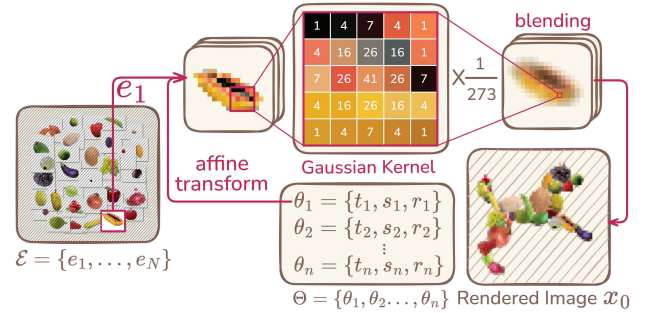 blending
1 4 7 4 1
4 16 26 16 1
7 26 41 26 7
4 16 26 16 4
1 4 7 4 1
X 1/273
e₁
affine
transform
Gaussian Kernel
θ₁ = {t₁, s₁, r₁}
θ₂ = {t₂, s₂, r₂}
⋮
θₙ = {tₙ, sₙ, rₙ}
ℰ = {e₁, . . . , e_N}
Θ = {θ₁, θ₂ . . . , θₙ}
Rendered Image x₀